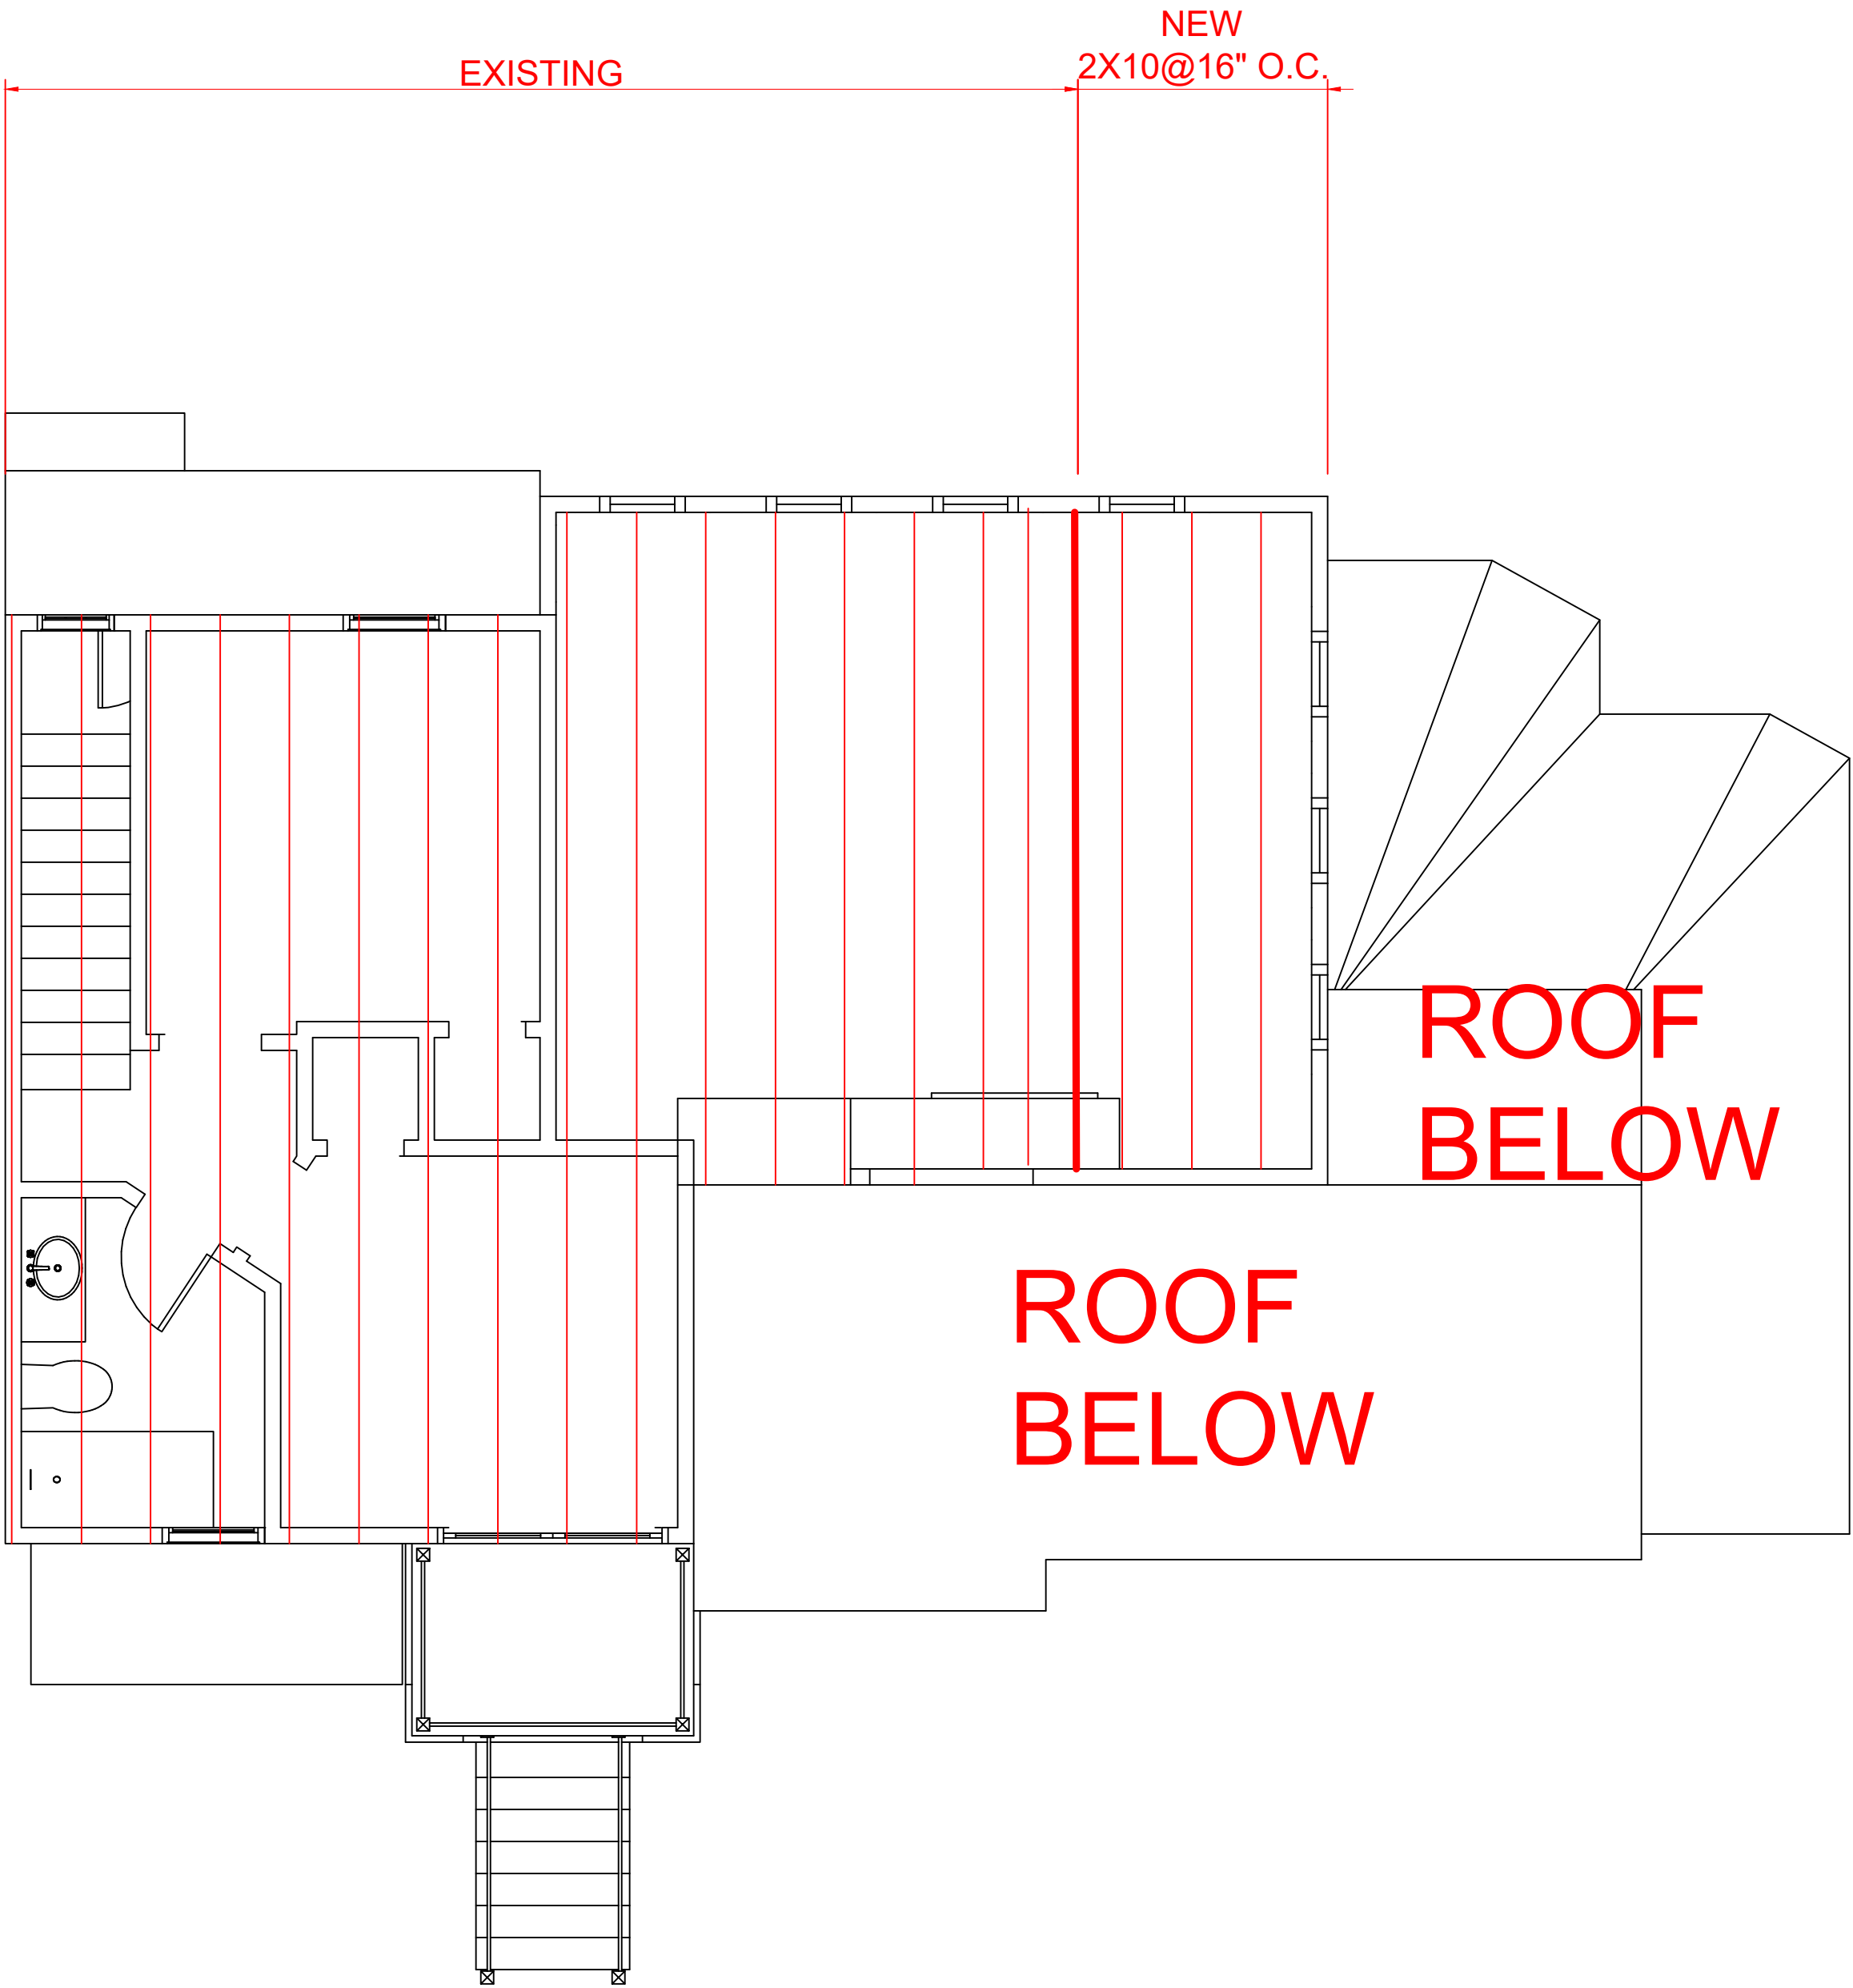 NEW
2X10@16" O.C.
EXISTING
ROOF
BELOW
ROOF
BELOW